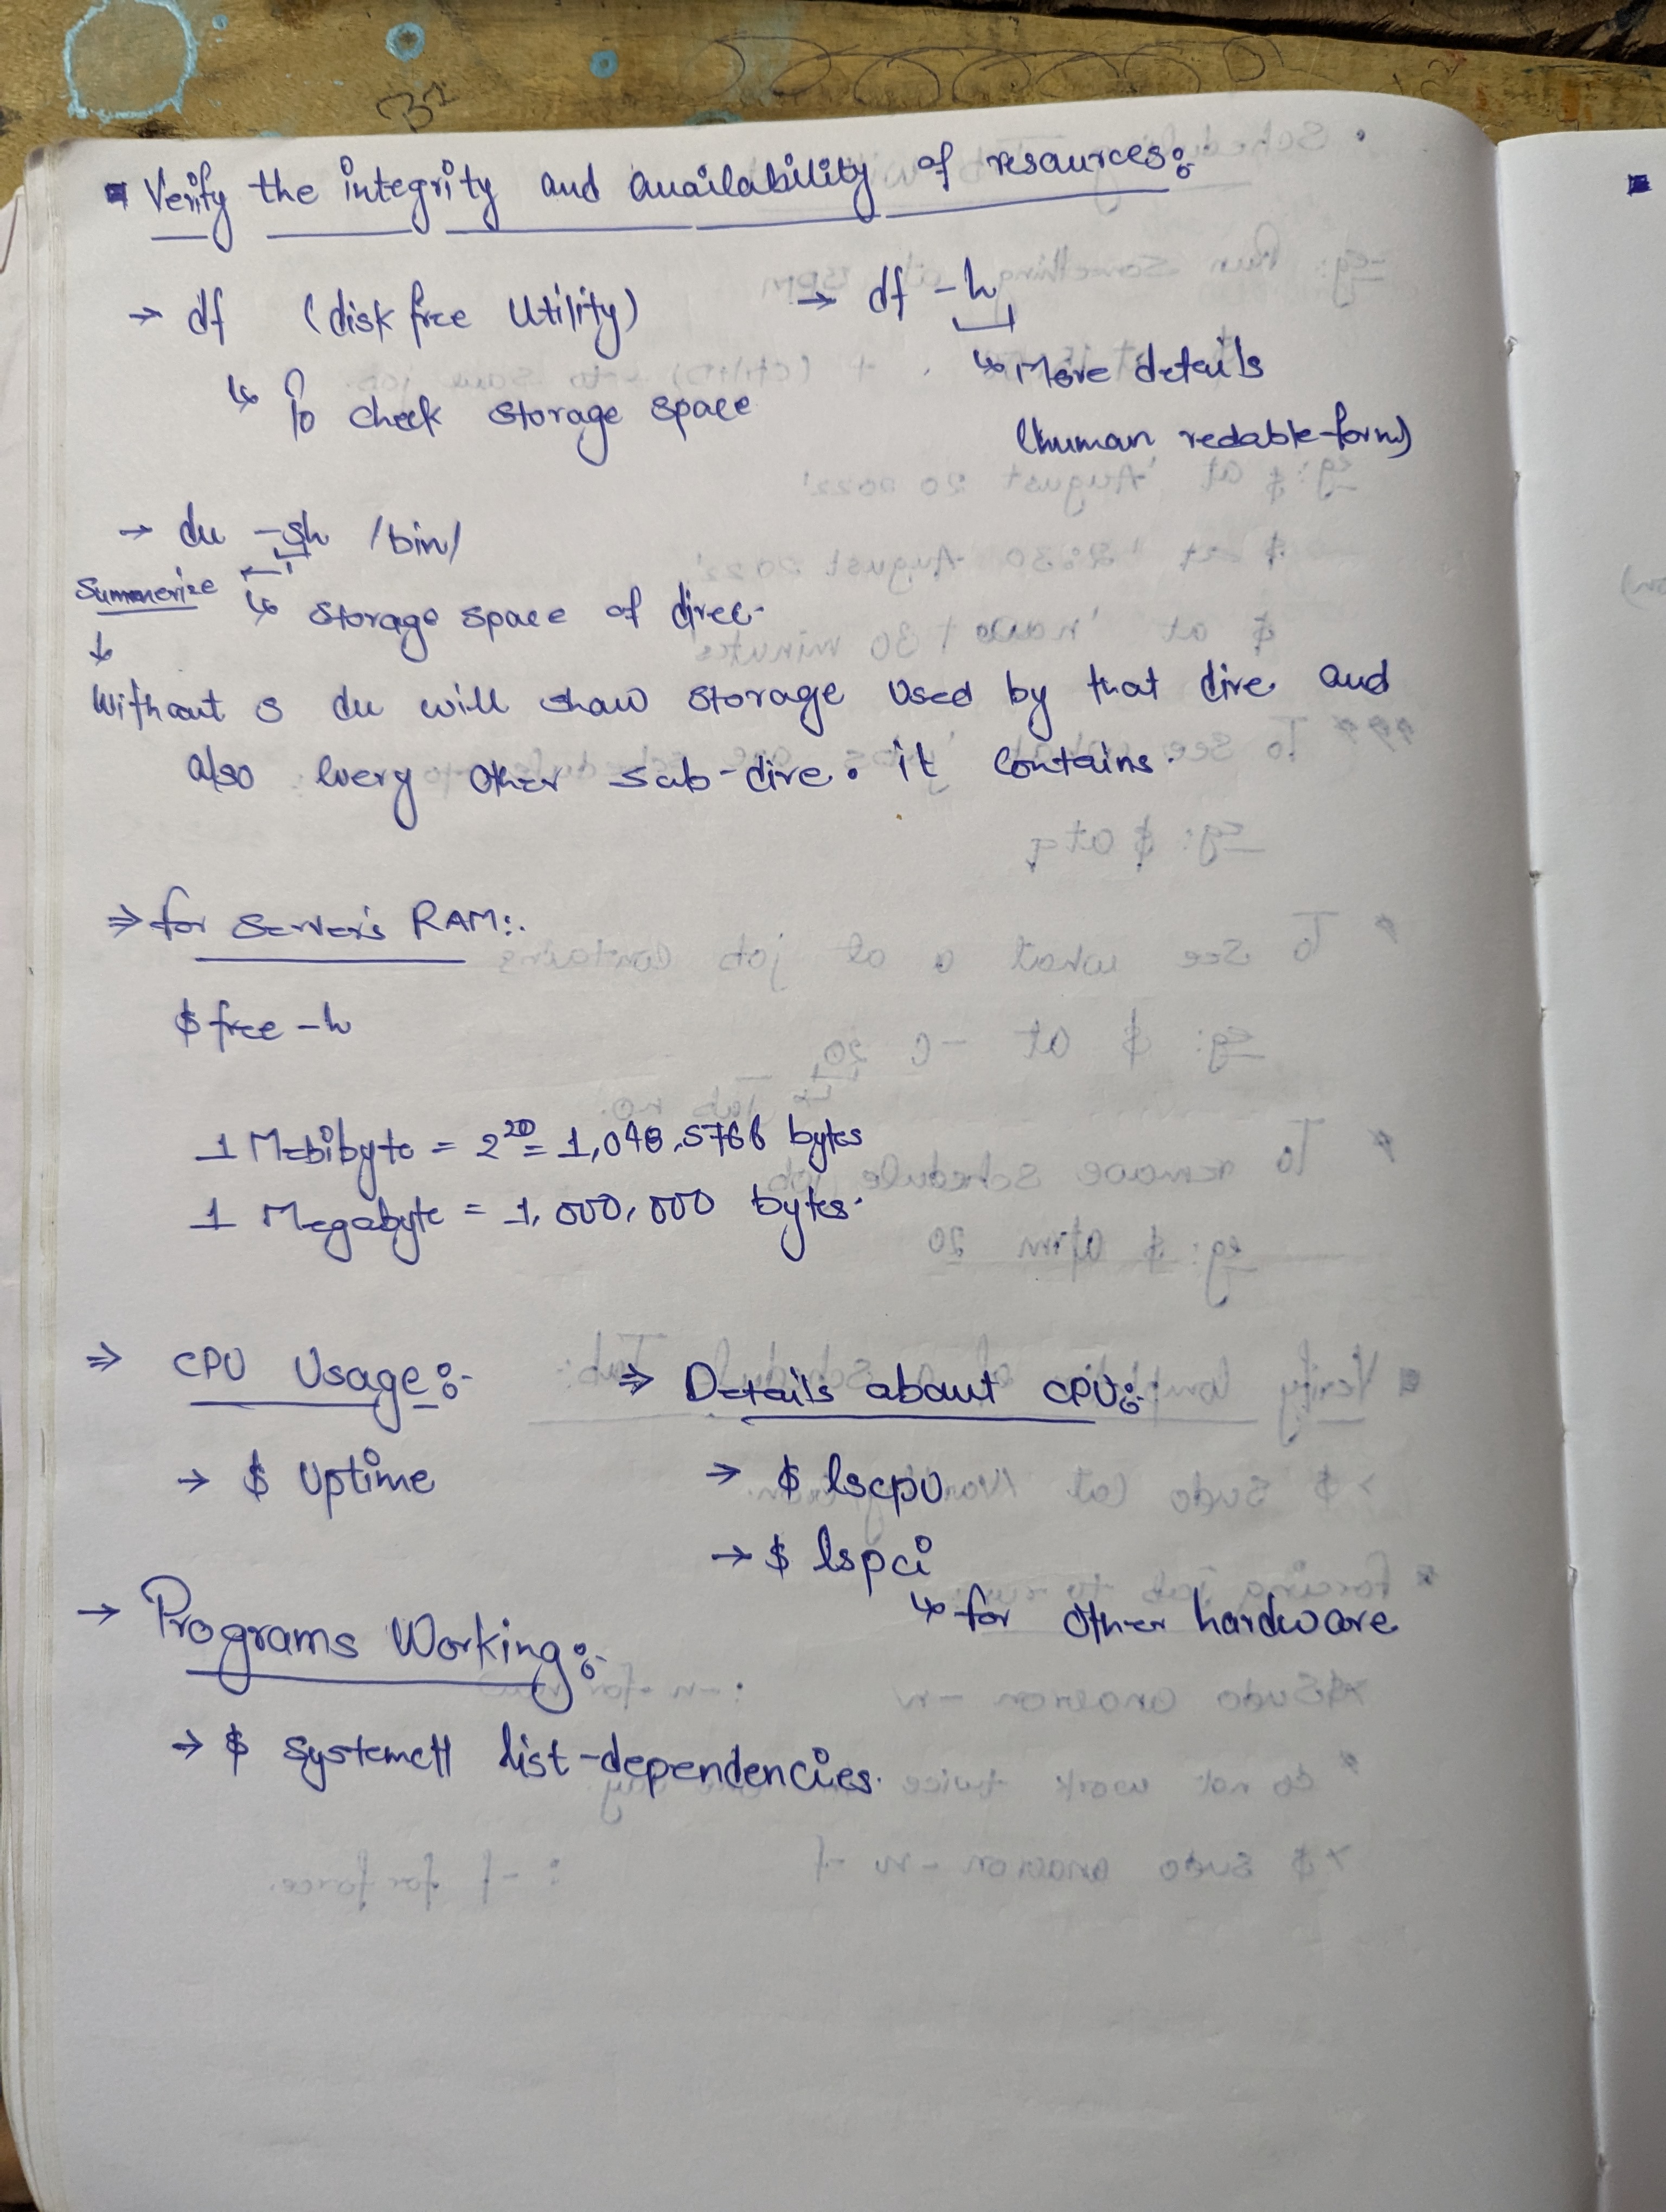 ▪ Verify the integrity and availability of resources:-
→ df (disk free Utility) → df -h
↳ To check storage space ↳ More details
(human redable-form)
→ du -sh /bin/
Summerize ↳ storage space of direc-
↓
Without s du will show storage used by that dire and
also every other sub-dire. it contains.
⇒ for server's RAM:-
$ free -h
1 Mebibyte = 2^20 = 1,048,5766 bytes
1 Megabyte = 1,000,000 bytes.
⇒ CPU Usage:- ⇒ Details about CPU:-
→ $ Uptime → $ lscpu
→ $ lspci
→ Programs Working:- ↳ for other hardware
→ $ systemctl list-dependencies.